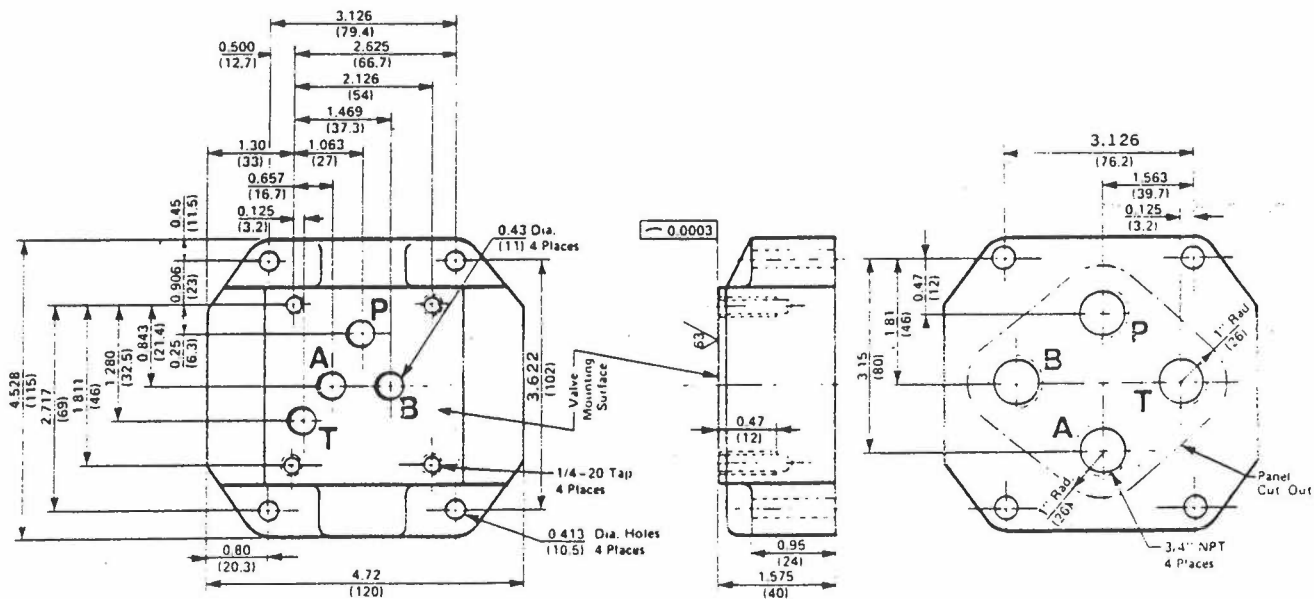 3.126
(79.4)
0.500
(12.7)
2.625
(66.7)
2.126
(54)
1.469
(37.3)
1.30
(33)
1.063
(27)
0.657
(16.7)
0.125
(3.2)
0.45
(11.5)
0.906
(23)
0.25
(6.3)
0.843
(21.4)
1.280
(32.5)
1.811
(46)
2.717
(69)
4.528
(115)
0.43 Dia.
(11) 4 Places
P
A
B
T
3.622
(102)
Valve
Mounting
Surface
1/4-20 Tap
4 Places
0.413 Dia. Holes
(10.5) 4 Places
0.80
(20.3)
4.72
(120)
0.0003
63
0.47
(12)
0.95
(24)
1.575
(40)
3.126
(76.2)
1.563
(39.7)
0.125
(3.2)
0.47
(12)
1.81
(46)
3.15
(80)
P
B
T
A
1" Rad
(26)
1" Rad.
(26)
Panel
Cut Out
3/4" NPT
4 Places